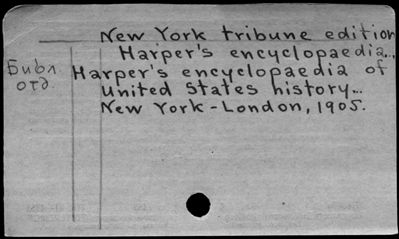 New York tribune edition
Harper's encyclopaedia...
Библ Harper's encyclopaedia of
отд. United States history...
New York-London, 1905.